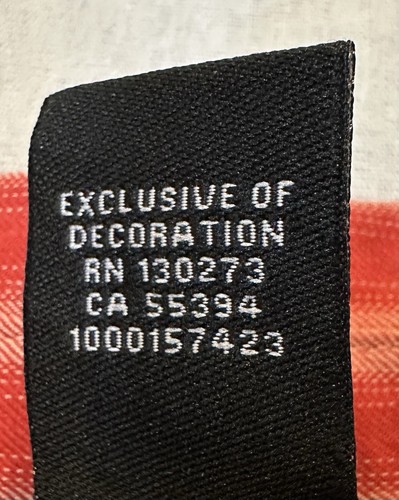 EXCLUSIVE OF
DECORATION
RN 130273
CA 55394
1000157423